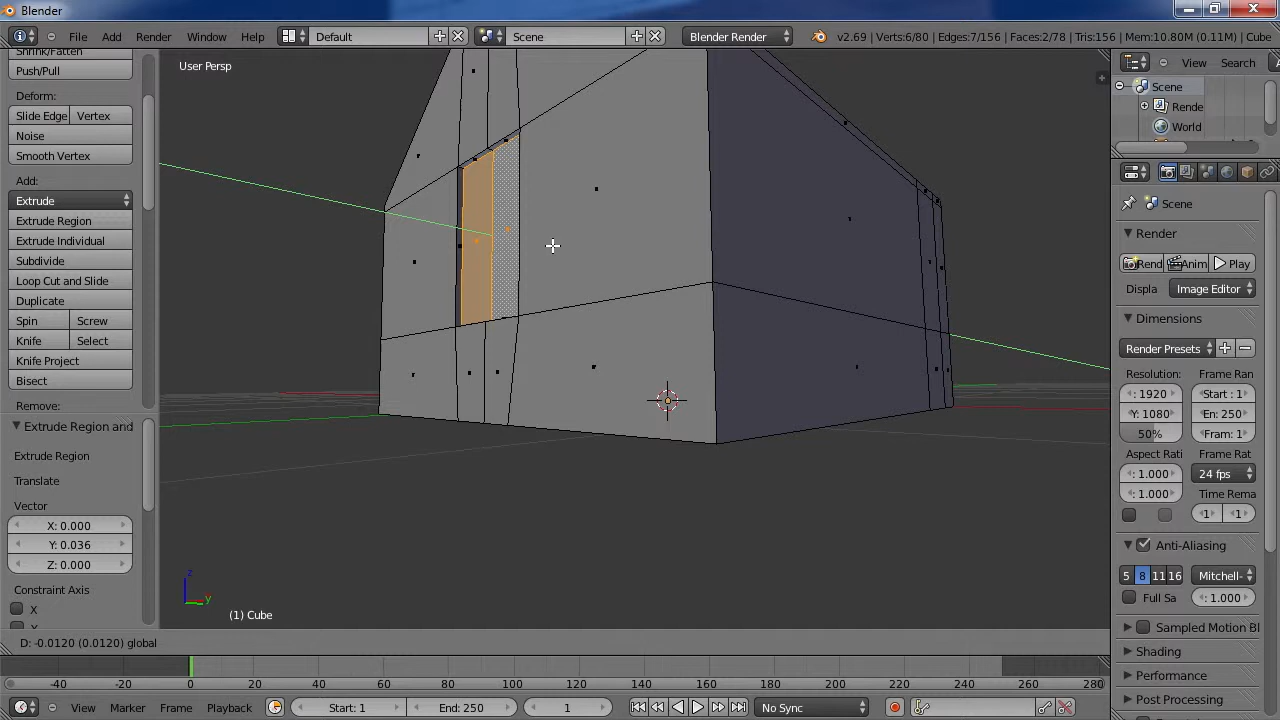 Blender
File Add Render Window Help Default Scene Blender Render v2.69 | Verts:6/80 | Edges:7/156 | Faces:2/78 | Tris:156 | Mem:10.80M (0.11M) | Cube
Shrink/Fatten
Push/Pull
Deform:
Slide Edge Vertex
Noise
Smooth Vertex
Add:
Extrude
Extrude Region
Extrude Individual
Subdivide
Loop Cut and Slide
Duplicate
Spin Screw
Knife Select
Knife Project
Bisect
Remove:
Extrude Region and
Extrude Region
Translate
Vector
X: 0.000
Y: 0.036
Z: 0.000
Constraint Axis
X
User Persp
z
y
(1) Cube
D: -0.0120 (0.0120) global
View Search
Scene
Rende
World
Scene
Render
Rend Anim Play
Displa Image Editor
Dimensions
Render Presets
Resolution: Frame Ran
: 1920 Start : 1
Y: 1080 En: 250
50% Fram: 1
Aspect Rati Frame Rat
: 1.000 24 fps
: 1.000 Time Rema
1 1
Anti-Aliasing
5 8 11 16 Mitchell-
Full Sa : 1.000
Sampled Motion Bl
Shading
Performance
Post Processing
-40 -20 0 20 40 60 80 100 120 140 160 180 200 220 240 260 280
View Marker Frame Playback Start: 1 End: 250 1 No Sync